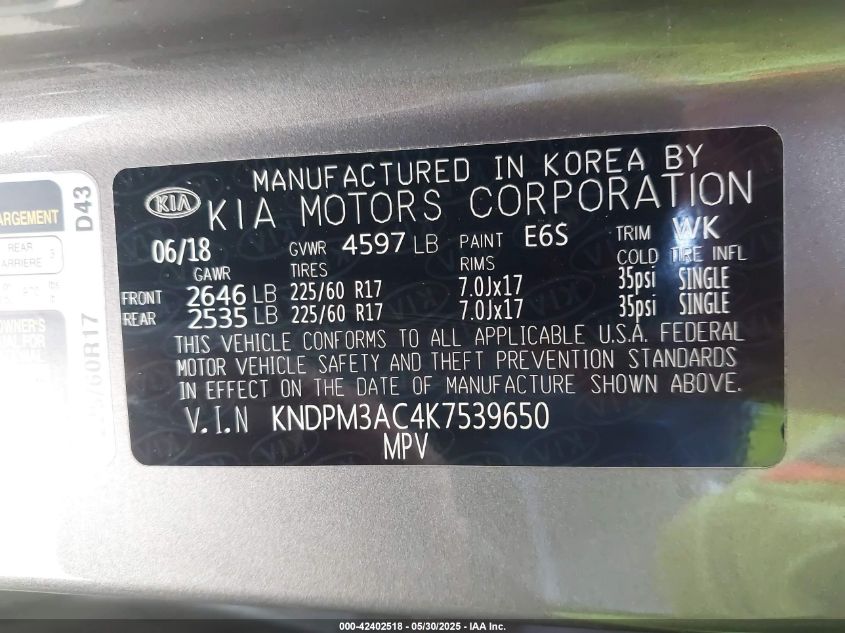 MANUFACTURED IN KOREA BY
KIA KIA MOTORS CORPORATION
06/18 GVWR 4597 LB PAINT E6S TRIM WK
GAWR TIRES RIMS COLD TIRE INFL
FRONT 2646 LB 225/60 R17 7.0Jx17 35psi SINGLE
REAR 2535 LB 225/60 R17 7.0Jx17 35psi SINGLE
THIS VEHICLE CONFORMS TO ALL APPLICABLE U.S.A. FEDERAL
MOTOR VEHICLE SAFETY AND THEFT PREVENTION STANDARDS
IN EFFECT ON THE DATE OF MANUFACTURE SHOWN ABOVE.
V.I.N KNDPM3AC4K7539650
MPV
ARGEMENT
REAR
ARRIERE 3
OWNER'S
D43
000-42402518 - 05/30/2025 - IAA Inc.